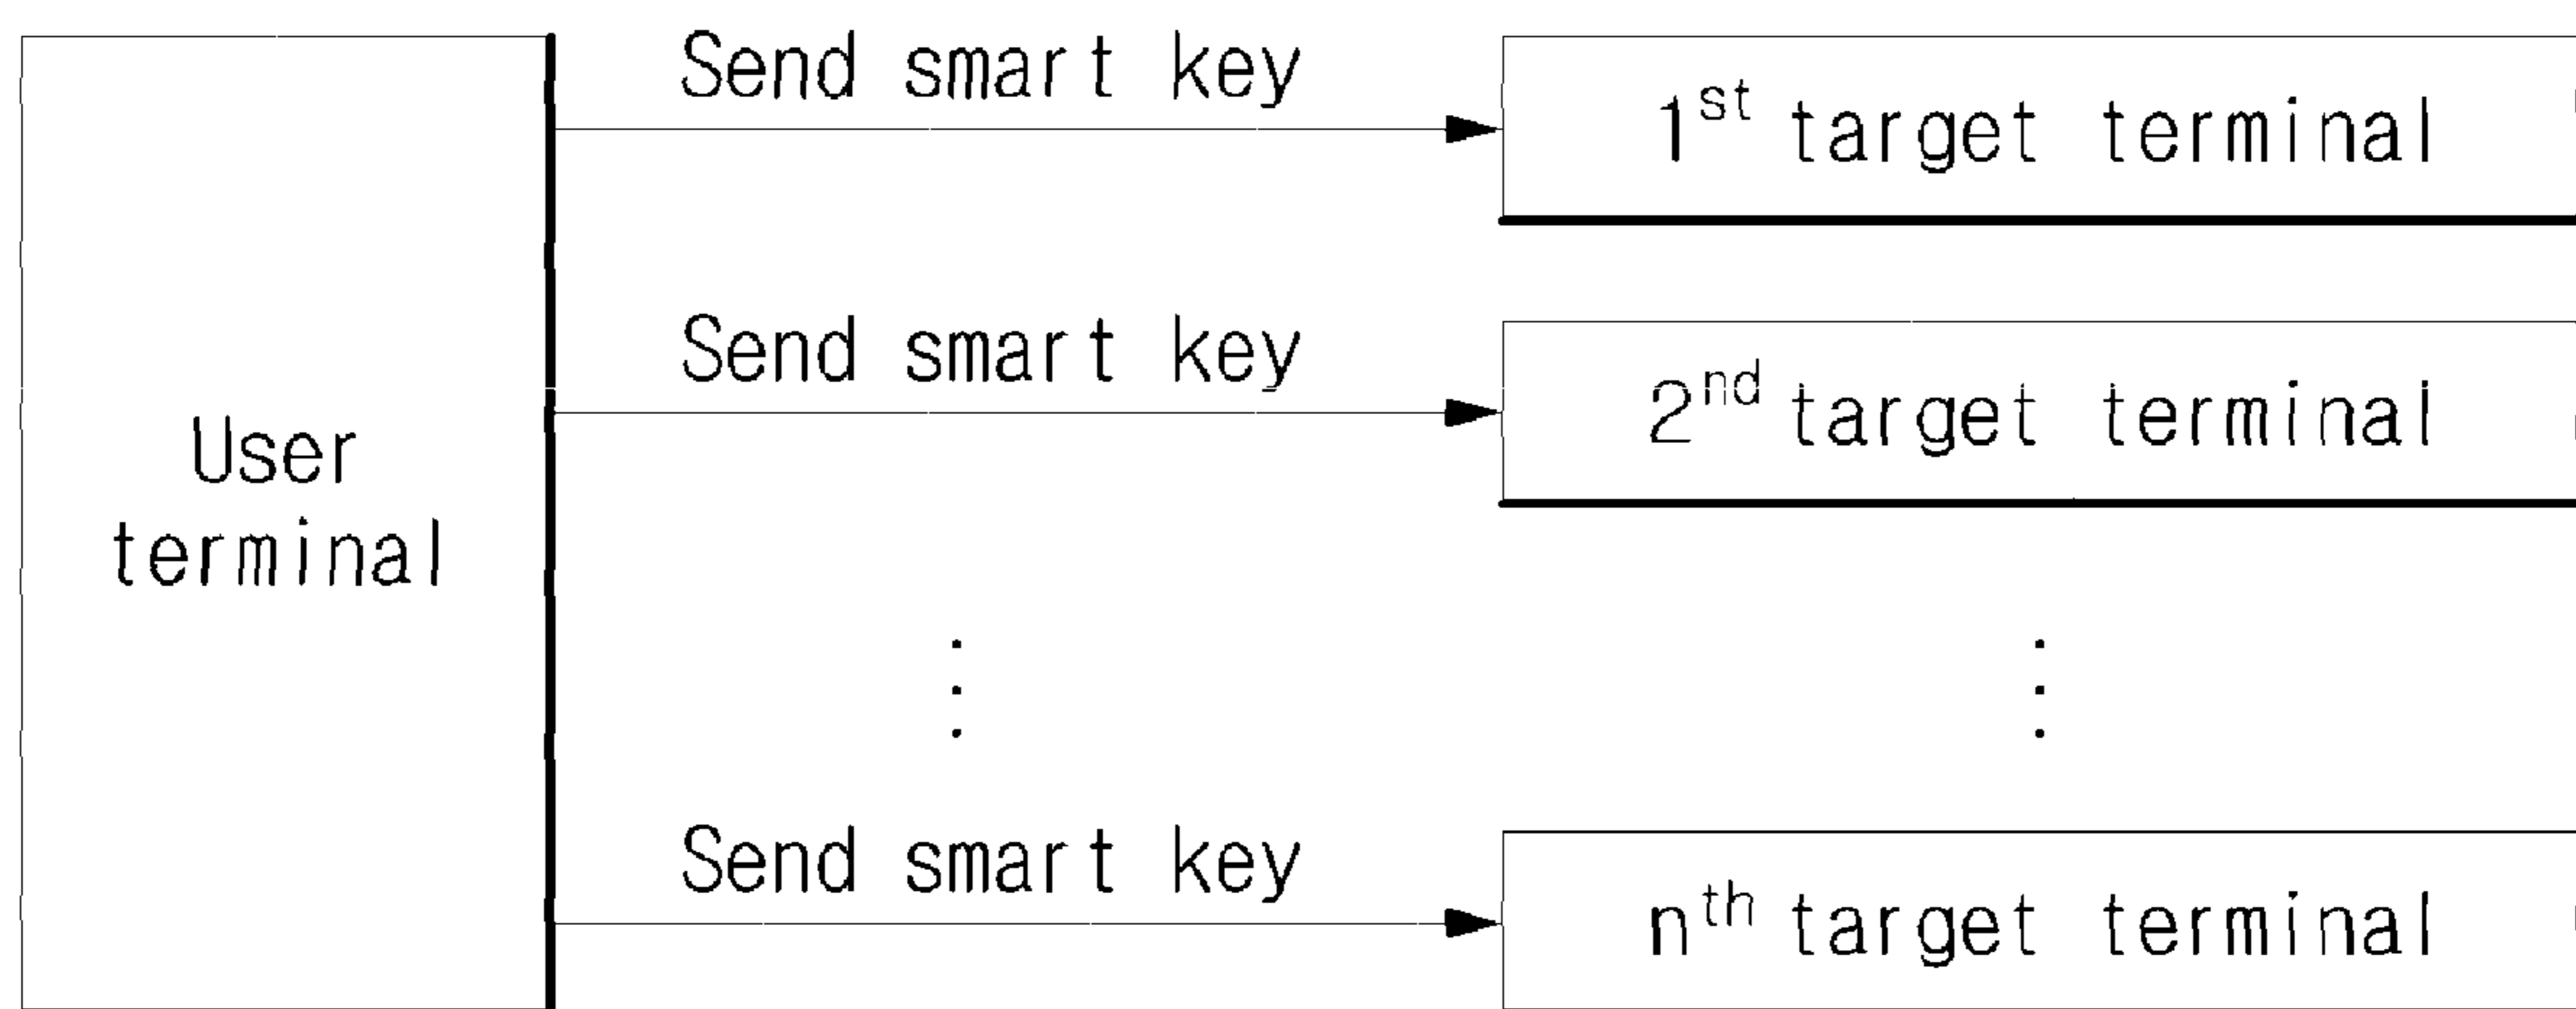 Send smart key
1st target terminal
Send smart key
2nd target terminal
User
terminal
Send smart key
nth target terminal